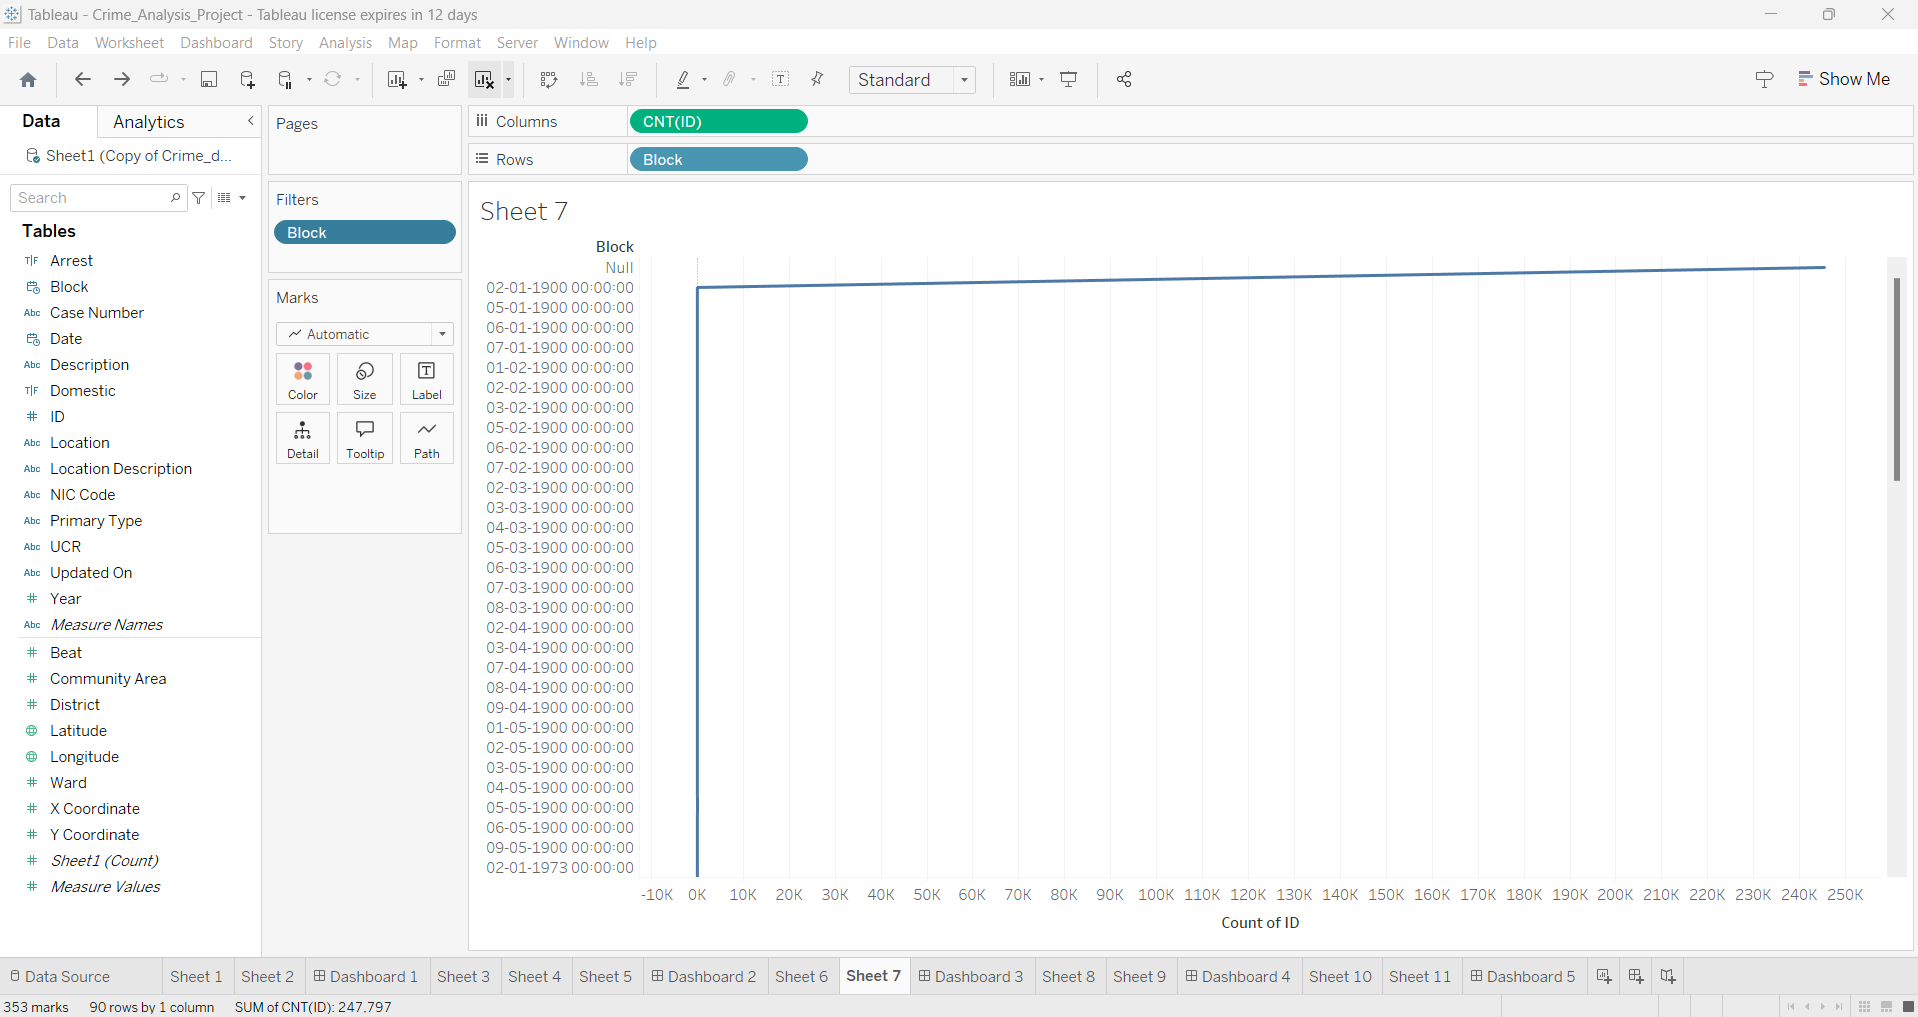 Tableau - Crime_Analysis_Project - Tableau license expires in 12 days
File Data Worksheet Dashboard Story Analysis Map Format Server Window Help
Standard
Show Me
Data Analytics
Sheet1 (Copy of Crime_d...
Search
Tables
T|F Arrest
Block
Abc Case Number
Date
Abc Description
T|F Domestic
# ID
Abc Location
Abc Location Description
Abc NIC Code
Abc Primary Type
Abc UCR
Abc Updated On
# Year
Abc Measure Names
# Beat
# Community Area
# District
Latitude
Longitude
# Ward
# X Coordinate
# Y Coordinate
# Sheet1 (Count)
# Measure Values
Pages
Filters
Block
Marks
Automatic
Color Size Label
Detail Tooltip Path
Columns CNT(ID)
Rows Block
Sheet 7
Block
Null
02-01-1900 00:00:00
05-01-1900 00:00:00
06-01-1900 00:00:00
07-01-1900 00:00:00
01-02-1900 00:00:00
02-02-1900 00:00:00
03-02-1900 00:00:00
05-02-1900 00:00:00
06-02-1900 00:00:00
07-02-1900 00:00:00
02-03-1900 00:00:00
03-03-1900 00:00:00
04-03-1900 00:00:00
05-03-1900 00:00:00
06-03-1900 00:00:00
07-03-1900 00:00:00
08-03-1900 00:00:00
02-04-1900 00:00:00
03-04-1900 00:00:00
07-04-1900 00:00:00
08-04-1900 00:00:00
09-04-1900 00:00:00
01-05-1900 00:00:00
02-05-1900 00:00:00
03-05-1900 00:00:00
04-05-1900 00:00:00
05-05-1900 00:00:00
06-05-1900 00:00:00
09-05-1900 00:00:00
02-01-1973 00:00:00
-10K 0K 10K 20K 30K 40K 50K 60K 70K 80K 90K 100K 110K 120K 130K 140K 150K 160K 170K 180K 190K 200K 210K 220K 230K 240K 250K
Count of ID
Data Source Sheet 1 Sheet 2 Dashboard 1 Sheet 3 Sheet 4 Sheet 5 Dashboard 2 Sheet 6 Sheet 7 Dashboard 3 Sheet 8 Sheet 9 Dashboard 4 Sheet 10 Sheet 11 Dashboard 5
353 marks 90 rows by 1 column SUM of CNT(ID): 247,797